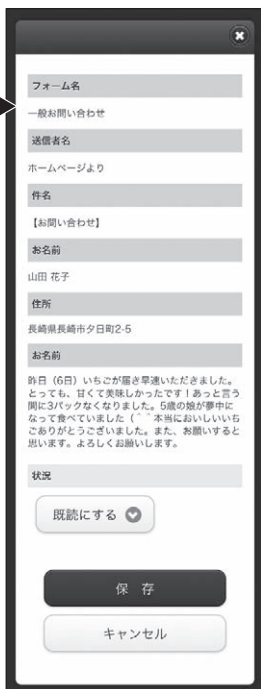 フォーム名
一般お問い合わせ
送信者名
ホームページより
件名
【お問い合わせ】
お名前
山田 花子
住所
長崎県長崎市夕日町2-5
お名前
昨日（6日）いちごが届き早速いただきました。
とっても、甘くて美味しかったです！あっと言う
間に3パックなくなりました。5歳の娘が夢中に
なって食べていました（＾＾本当においしいいち
ごありがとうございました。また、お願いすると
思います。よろしくお願いします。
状況
既読にする
保 存
キャンセル